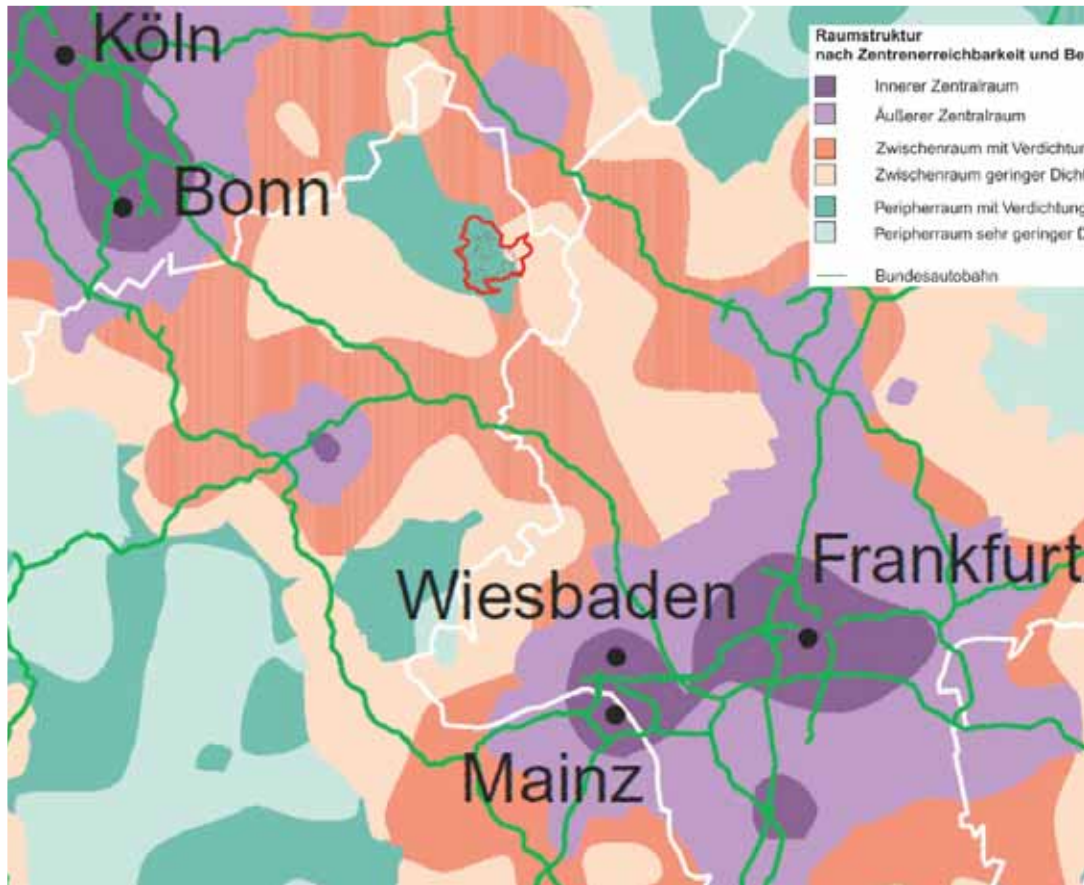 Köln
Bonn
Wiesbaden
Frankfurt
Mainz
Raumstruktur
nach Zentrenerreichbarkeit und Be
Innerer Zentralraum
Äußerer Zentralraum
Zwischenraum mit Verdichtun
Zwischenraum geringer Dicht
Peripherraum mit Verdichtung
Peripherraum sehr geringer D
Bundesautobahn